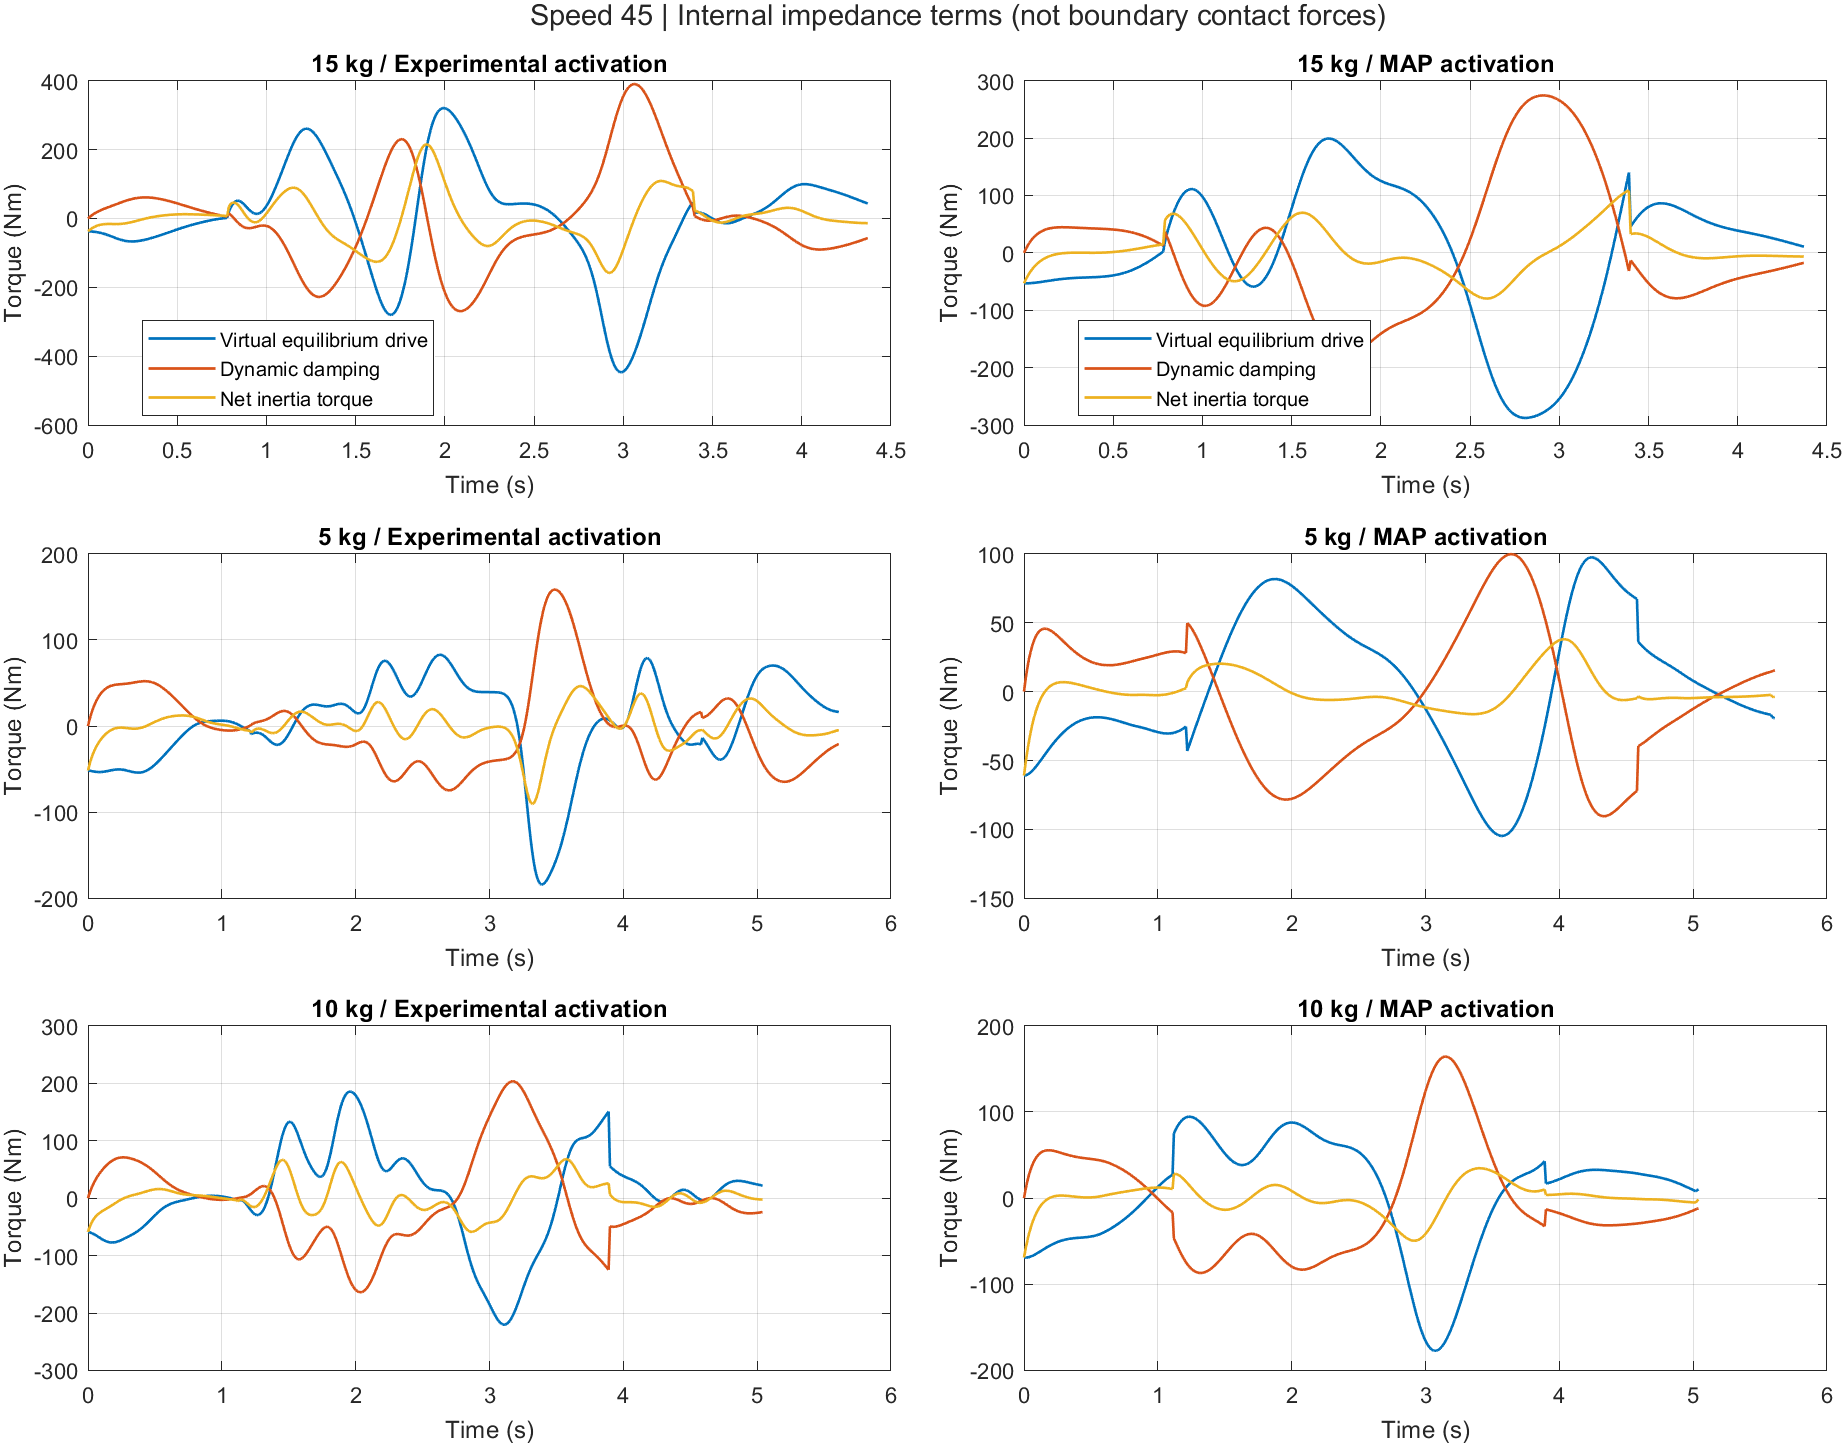 Speed 45 | Internal impedance terms (not boundary contact forces)
15 kg / Experimental activation
400
200
0
-200
-400
-600
Torque (Nm)
Virtual equilibrium drive
Dynamic damping
Net inertia torque
0 0.5 1 1.5 2 2.5 3 3.5 4 4.5
Time (s)
15 kg / MAP activation
300
200
100
0
-100
-200
-300
Torque (Nm)
Virtual equilibrium drive
Dynamic damping
Net inertia torque
0 0.5 1 1.5 2 2.5 3 3.5 4 4.5
Time (s)
5 kg / Experimental activation
200
100
0
-100
-200
Torque (Nm)
0 1 2 3 4 5 6
Time (s)
5 kg / MAP activation
100
50
0
-50
-100
-150
Torque (Nm)
0 1 2 3 4 5 6
Time (s)
10 kg / Experimental activation
300
200
100
0
-100
-200
-300
Torque (Nm)
0 1 2 3 4 5 6
Time (s)
10 kg / MAP activation
200
100
0
-100
-200
Torque (Nm)
0 1 2 3 4 5 6
Time (s)